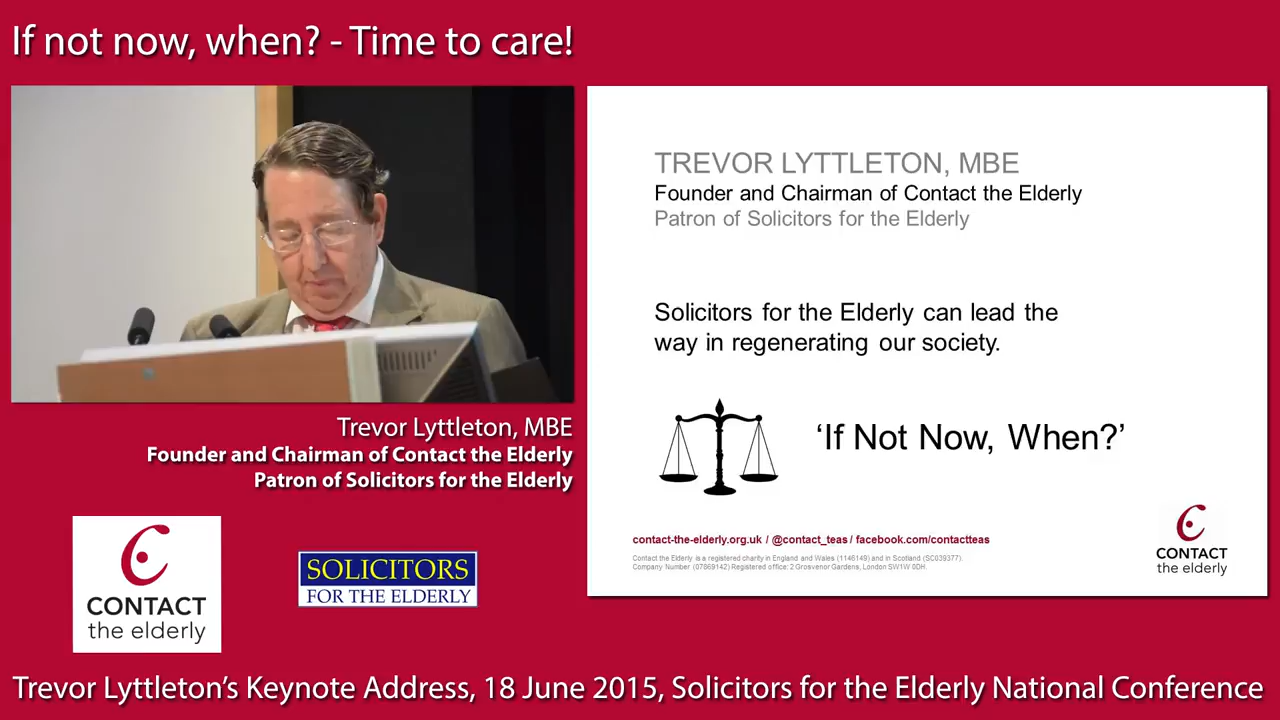 If not now, when? - Time to care!
TREVOR LYTTLETON, MBE
Founder and Chairman of Contact the Elderly
Patron of Solicitors for the Elderly
Solicitors for the Elderly can lead the
way in regenerating our society.
‘If Not Now, When?’
contact-the-elderly.org.uk / @contact_teas / facebook.com/contactteas
Contact the Elderly is a registered charity in England and Wales (1146149) and in Scotland (SC039377).
Company Number (07869142) Registered office: 2 Grosvenor Gardens, London SW1W 0DH.
CONTACT
the elderly
Trevor Lyttleton, MBE
Founder and Chairman of Contact the Elderly
Patron of Solicitors for the Elderly
CONTACT
the elderly
SOLICITORS
FOR THE ELDERLY
Trevor Lyttleton’s Keynote Address, 18 June 2015, Solicitors for the Elderly National Conference